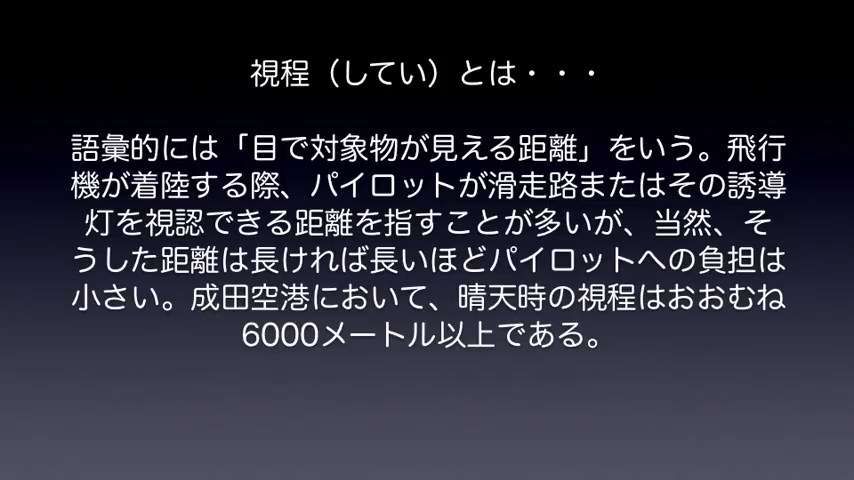 視程（してい）とは・・・
語彙的には「目で対象物が見える距離」をいう。飛行
機が着陸する際、パイロットが滑走路またはその誘導
灯を視認できる距離を指すことが多いが、当然、そ
うした距離は長ければ長いほどパイロットへの負担は
小さい。成田空港において、晴天時の視程はおおむね
6000メートル以上である。